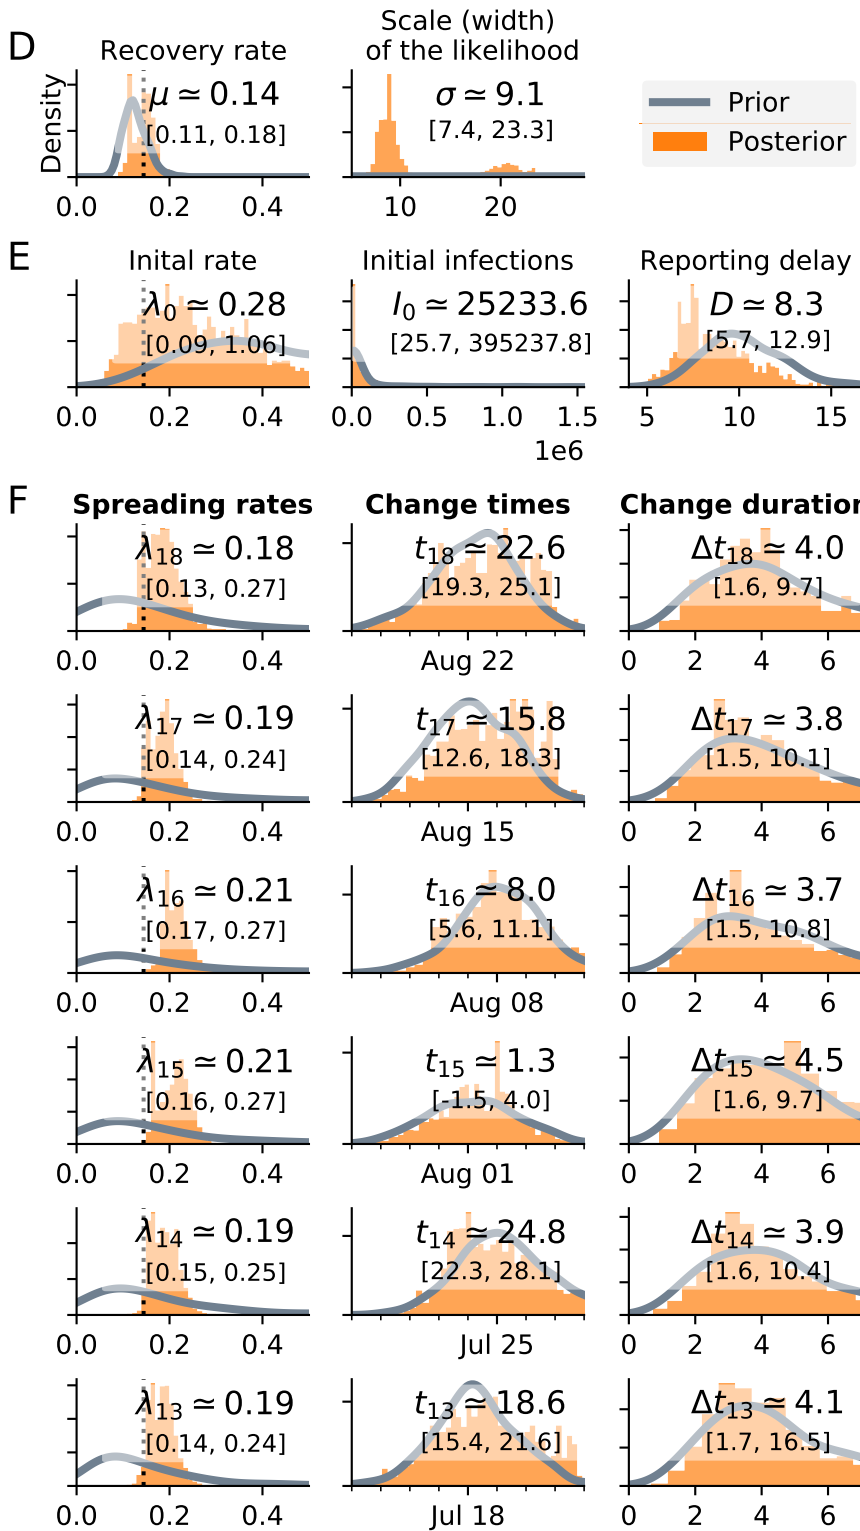 D
Recovery rate
Density
μ ≃ 0.14
[0.11, 0.18]
0.0 0.2 0.4
Scale (width)
of the likelihood
σ ≃ 9.1
[7.4, 23.3]
10 20
Prior
Posterior
E
Inital rate
λ0 ≃ 0.28
[0.09, 1.06]
0.0 0.2 0.4
Initial infections
I0 ≃ 25233.6
[25.7, 395237.8]
0.0 0.5 1.0 1.5
1e6
Reporting delay
D ≃ 8.3
[5.7, 12.9]
5 10 15
F
Spreading rates Change times Change duration
λ18 ≃ 0.18
[0.13, 0.27]
0.0 0.2 0.4
t18 ≃ 22.6
[19.3, 25.1]
Aug 22
Δt18 ≃ 4.0
[1.6, 9.7]
0 2 4 6
λ17 ≃ 0.19
[0.14, 0.24]
0.0 0.2 0.4
t17 ≃ 15.8
[12.6, 18.3]
Aug 15
Δt17 ≃ 3.8
[1.5, 10.1]
0 2 4 6
λ16 ≃ 0.21
[0.17, 0.27]
0.0 0.2 0.4
t16 ≃ 8.0
[5.6, 11.1]
Aug 08
Δt16 ≃ 3.7
[1.5, 10.8]
0 2 4 6
λ15 ≃ 0.21
[0.16, 0.27]
0.0 0.2 0.4
t15 ≃ 1.3
[-1.5, 4.0]
Aug 01
Δt15 ≃ 4.5
[1.6, 9.7]
0 2 4 6
λ14 ≃ 0.19
[0.15, 0.25]
0.0 0.2 0.4
t14 ≃ 24.8
[22.3, 28.1]
Jul 25
Δt14 ≃ 3.9
[1.6, 10.4]
0 2 4 6
λ13 ≃ 0.19
[0.14, 0.24]
0.0 0.2 0.4
t13 ≃ 18.6
[15.4, 21.6]
Jul 18
Δt13 ≃ 4.1
[1.7, 16.5]
0 2 4 6